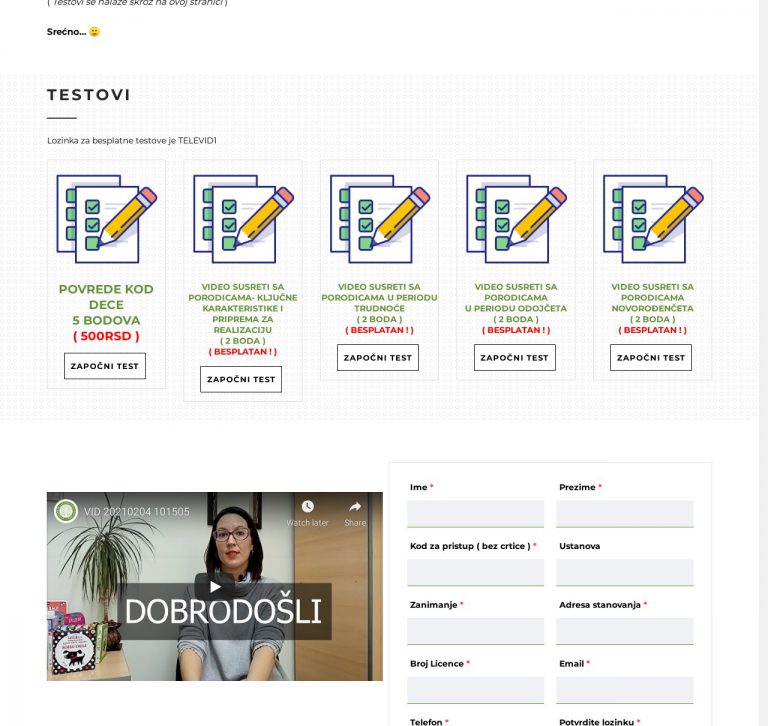 ( Testovi se nalaze skroz na ovoj stranici )
Srećno...
TESTOVI
Lozinka za besplatne testove je TELEVID1
POVREDE KOD
DECE
5 BODOVA
( 500RSD )
ZAPOČNI TEST
VIDEO SUSRETI SA
PORODICAMA- KLJUČNE
KARAKTERISTIKE I
PRIPREMA ZA
REALIZACIJU
( 2 BODA )
( BESPLATAN ! )
ZAPOČNI TEST
VIDEO SUSRETI SA
PORODICAMA U PERIODU
TRUDNOĆE
( 2 BODA )
( BESPLATAN ! )
ZAPOČNI TEST
VIDEO SUSRETI SA
PORODICAMA
U PERIODU ODOJČETA
( 2 BODA )
( BESPLATAN ! )
ZAPOČNI TEST
VIDEO SUSRETI SA
PORODICAMA
NOVOROĐENČETA
( 2 BODA )
( BESPLATAN ! )
ZAPOČNI TEST
VID 20210204 101505
Watch later
Share
DOBRODOŠLI
Ime *
Prezime *
Kod za pristup ( bez crtice ) *
Ustanova
Zanimanje *
Adresa stanovanja *
Broj Licence *
Email *
Telefon *
Potvrdite lozinku *